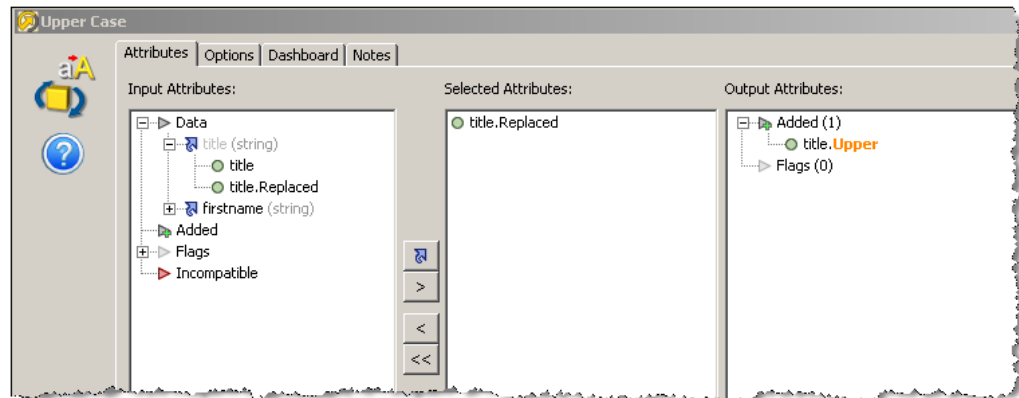 Upper Case
aA
Attributes Options Dashboard Notes
Input Attributes: Selected Attributes: Output Attributes:
Data title.Replaced Added (1)
title (string) title.Upper
title Flags (0)
title.Replaced
firstname (string)
Added
Flags
Incompatible
>
<
<<
?